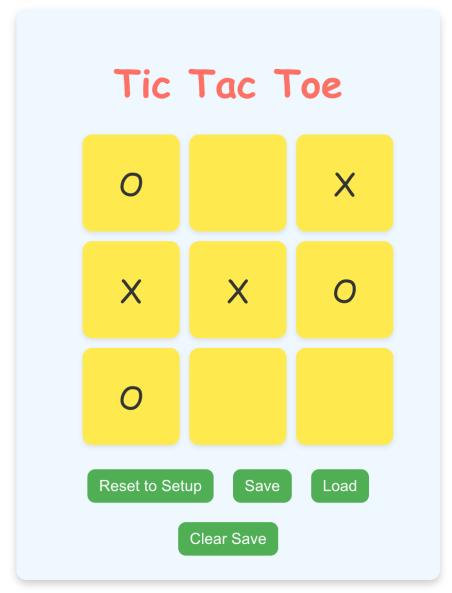 Tic Tac Toe
O X
X X O
O
Reset to Setup Save Load
Clear Save